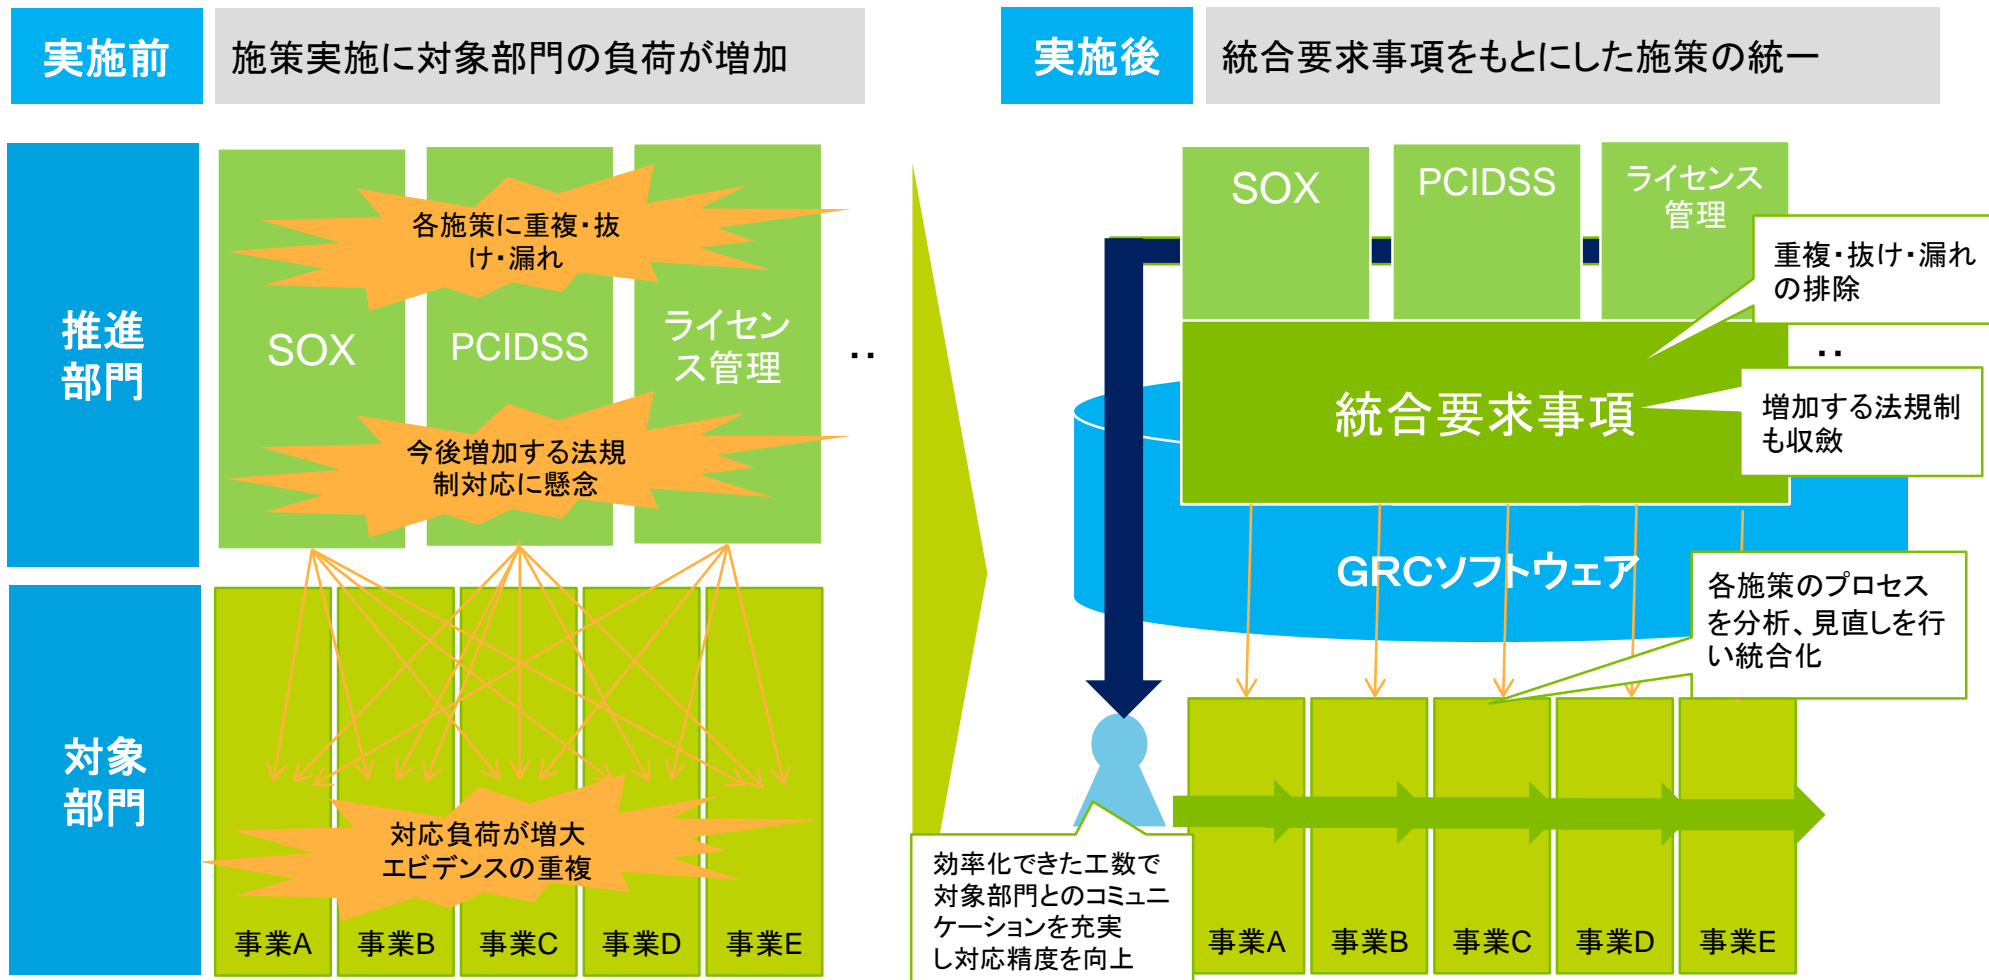 実施前
施策実施に対象部門の負荷が増加
推進
部門
SOX
PCIDSS
ライセン
ス管理
‥
各施策に重複・抜
け・漏れ
今後増加する法規
制対応に懸念
対象
部門
対応負荷が増大
エビデンスの重複
事業A
事業B
事業C
事業D
事業E
実施後
統合要求事項をもとにした施策の統一
SOX
PCIDSS
ライセンス
管理
重複・抜け・漏れ
の排除
‥
統合要求事項
増加する法規制
も収斂
GRCソフトウェア
各施策のプロセス
を分析、見直しを行
い統合化
効率化できた工数で
対象部門とのコミュニ
ケーションを充実
し対応精度を向上
事業A
事業B
事業C
事業D
事業E